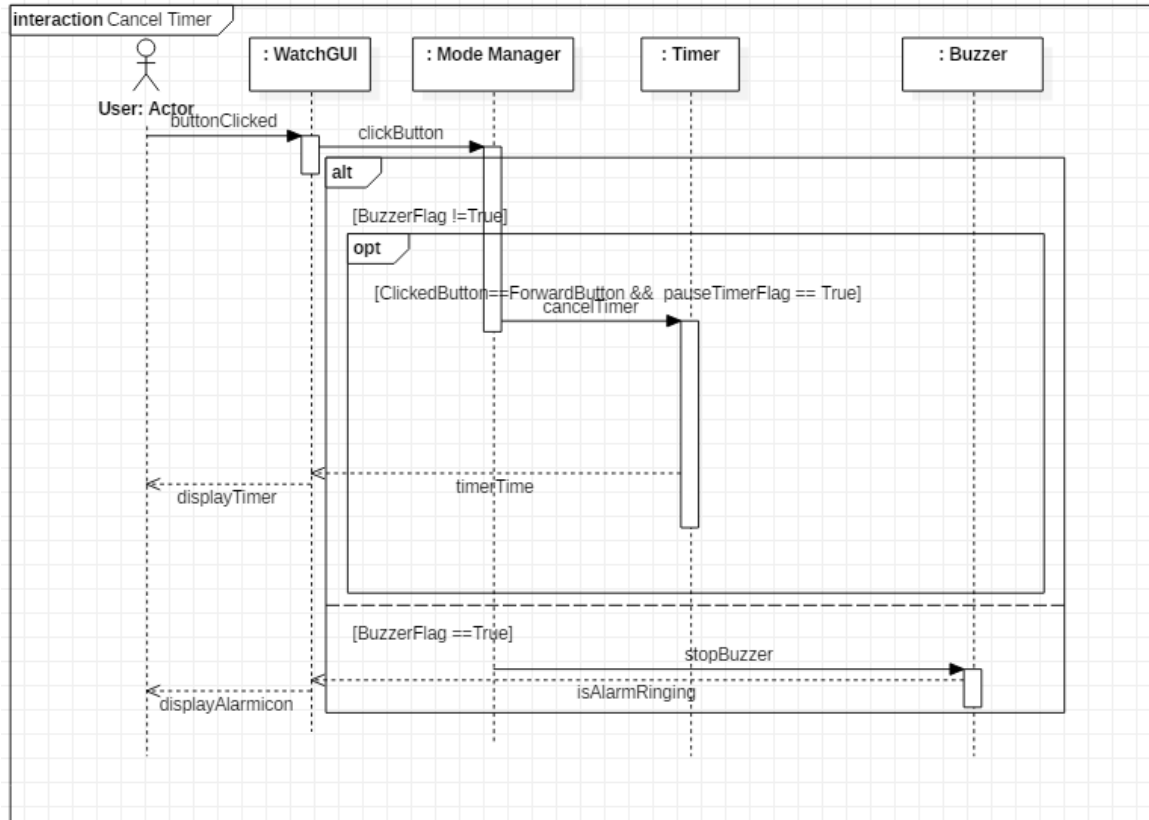 interaction Cancel Timer
: WatchGUI
: Mode Manager
: Timer
: Buzzer
User: Actor
buttonClicked
clickButton
alt
[BuzzerFlag !=True]
opt
[ClickedButton==ForwardButton && pauseTimerFlag == True]
cancelTimer
timerTime
displayTimer
[BuzzerFlag ==True]
stopBuzzer
isAlarmRinging
displayAlarmicon